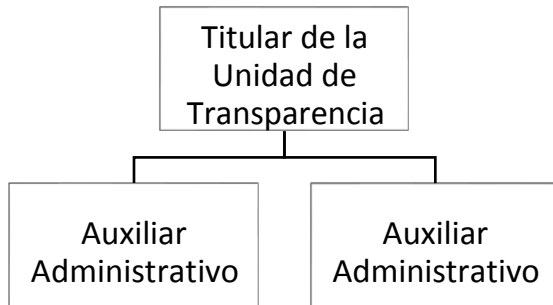 Titular de la
Unidad de
Transparencia
Auxiliar
Administrativo
Auxiliar
Administrativo